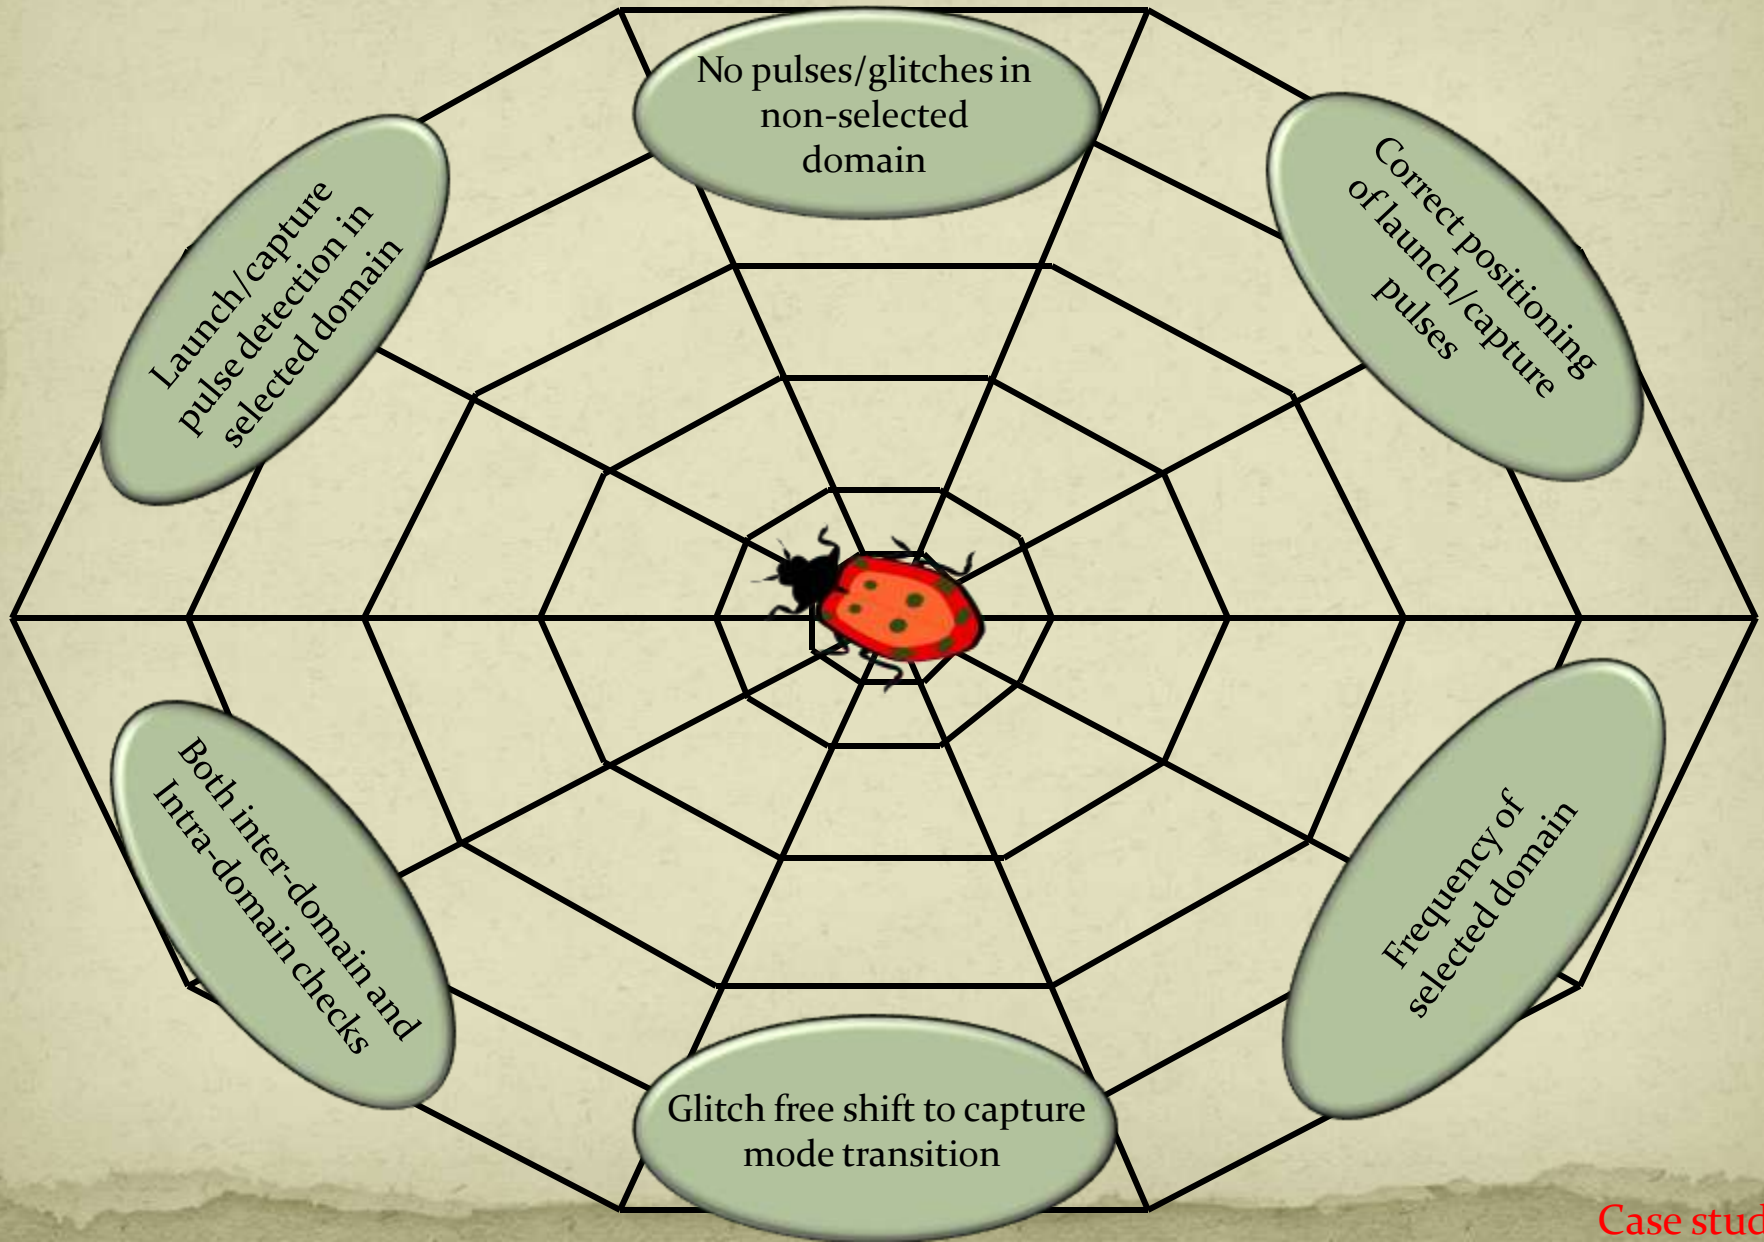 No pulses/glitches in
non-selected
domain
Launch/capture
pulse detection in
selected domain
Correct positioning
of launch/capture
pulses
Both inter-domain and
Intra-domain checks
Frequency of
selected domain
Glitch free shift to capture
mode transition
Case stud